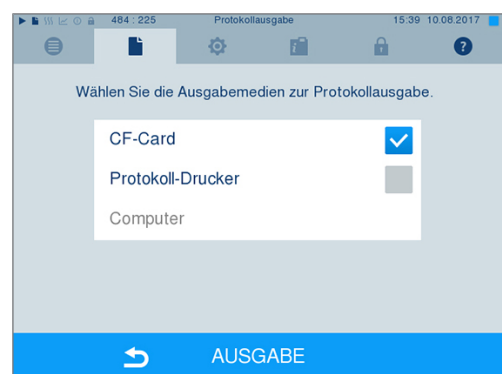 484 : 225 Protokollausgabe 15:39 10.08.2017
Wählen Sie die Ausgabemedien zur Protokollausgabe.
CF-Card
Protokoll-Drucker
Computer
AUSGABE